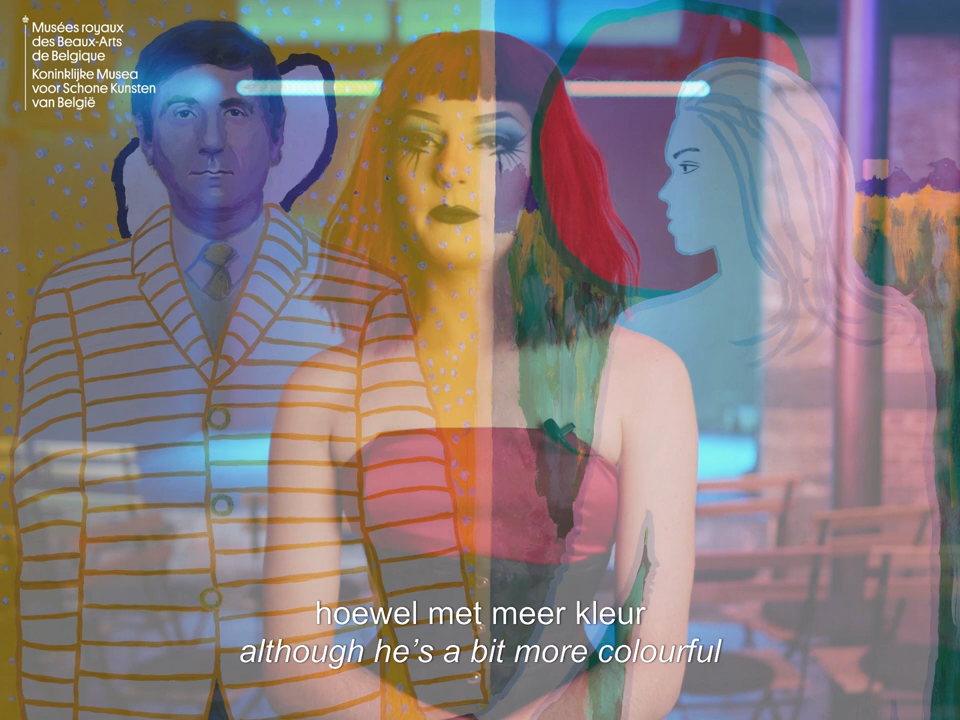 Musées royaux
des Beaux-Arts
de Belgique
Koninklijke Musea
voor Schone Kunsten
van België
hoewel met meer kleur
although he's a bit more colourful